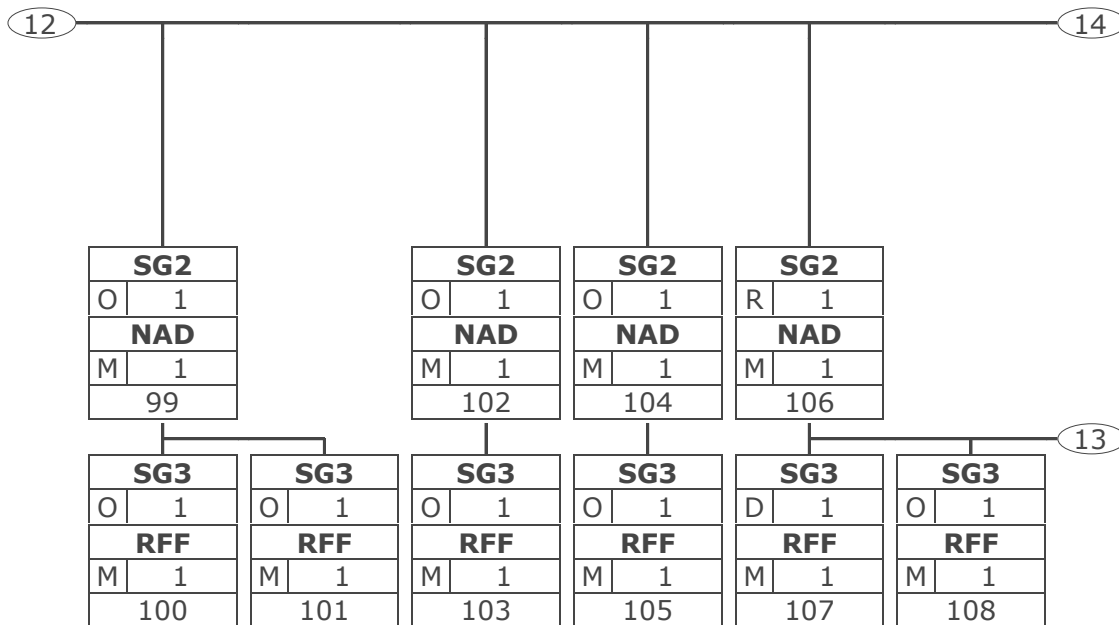 12 14
SG2 SG2 SG2 SG2
O 1 O 1 O 1 R 1
NAD NAD NAD NAD
M 1 M 1 M 1 M 1
99 102 104 106
13
SG3 SG3 SG3 SG3 SG3 SG3
O 1 O 1 O 1 O 1 D 1 O 1
RFF RFF RFF RFF RFF RFF
M 1 M 1 M 1 M 1 M 1 M 1
100 101 103 105 107 108